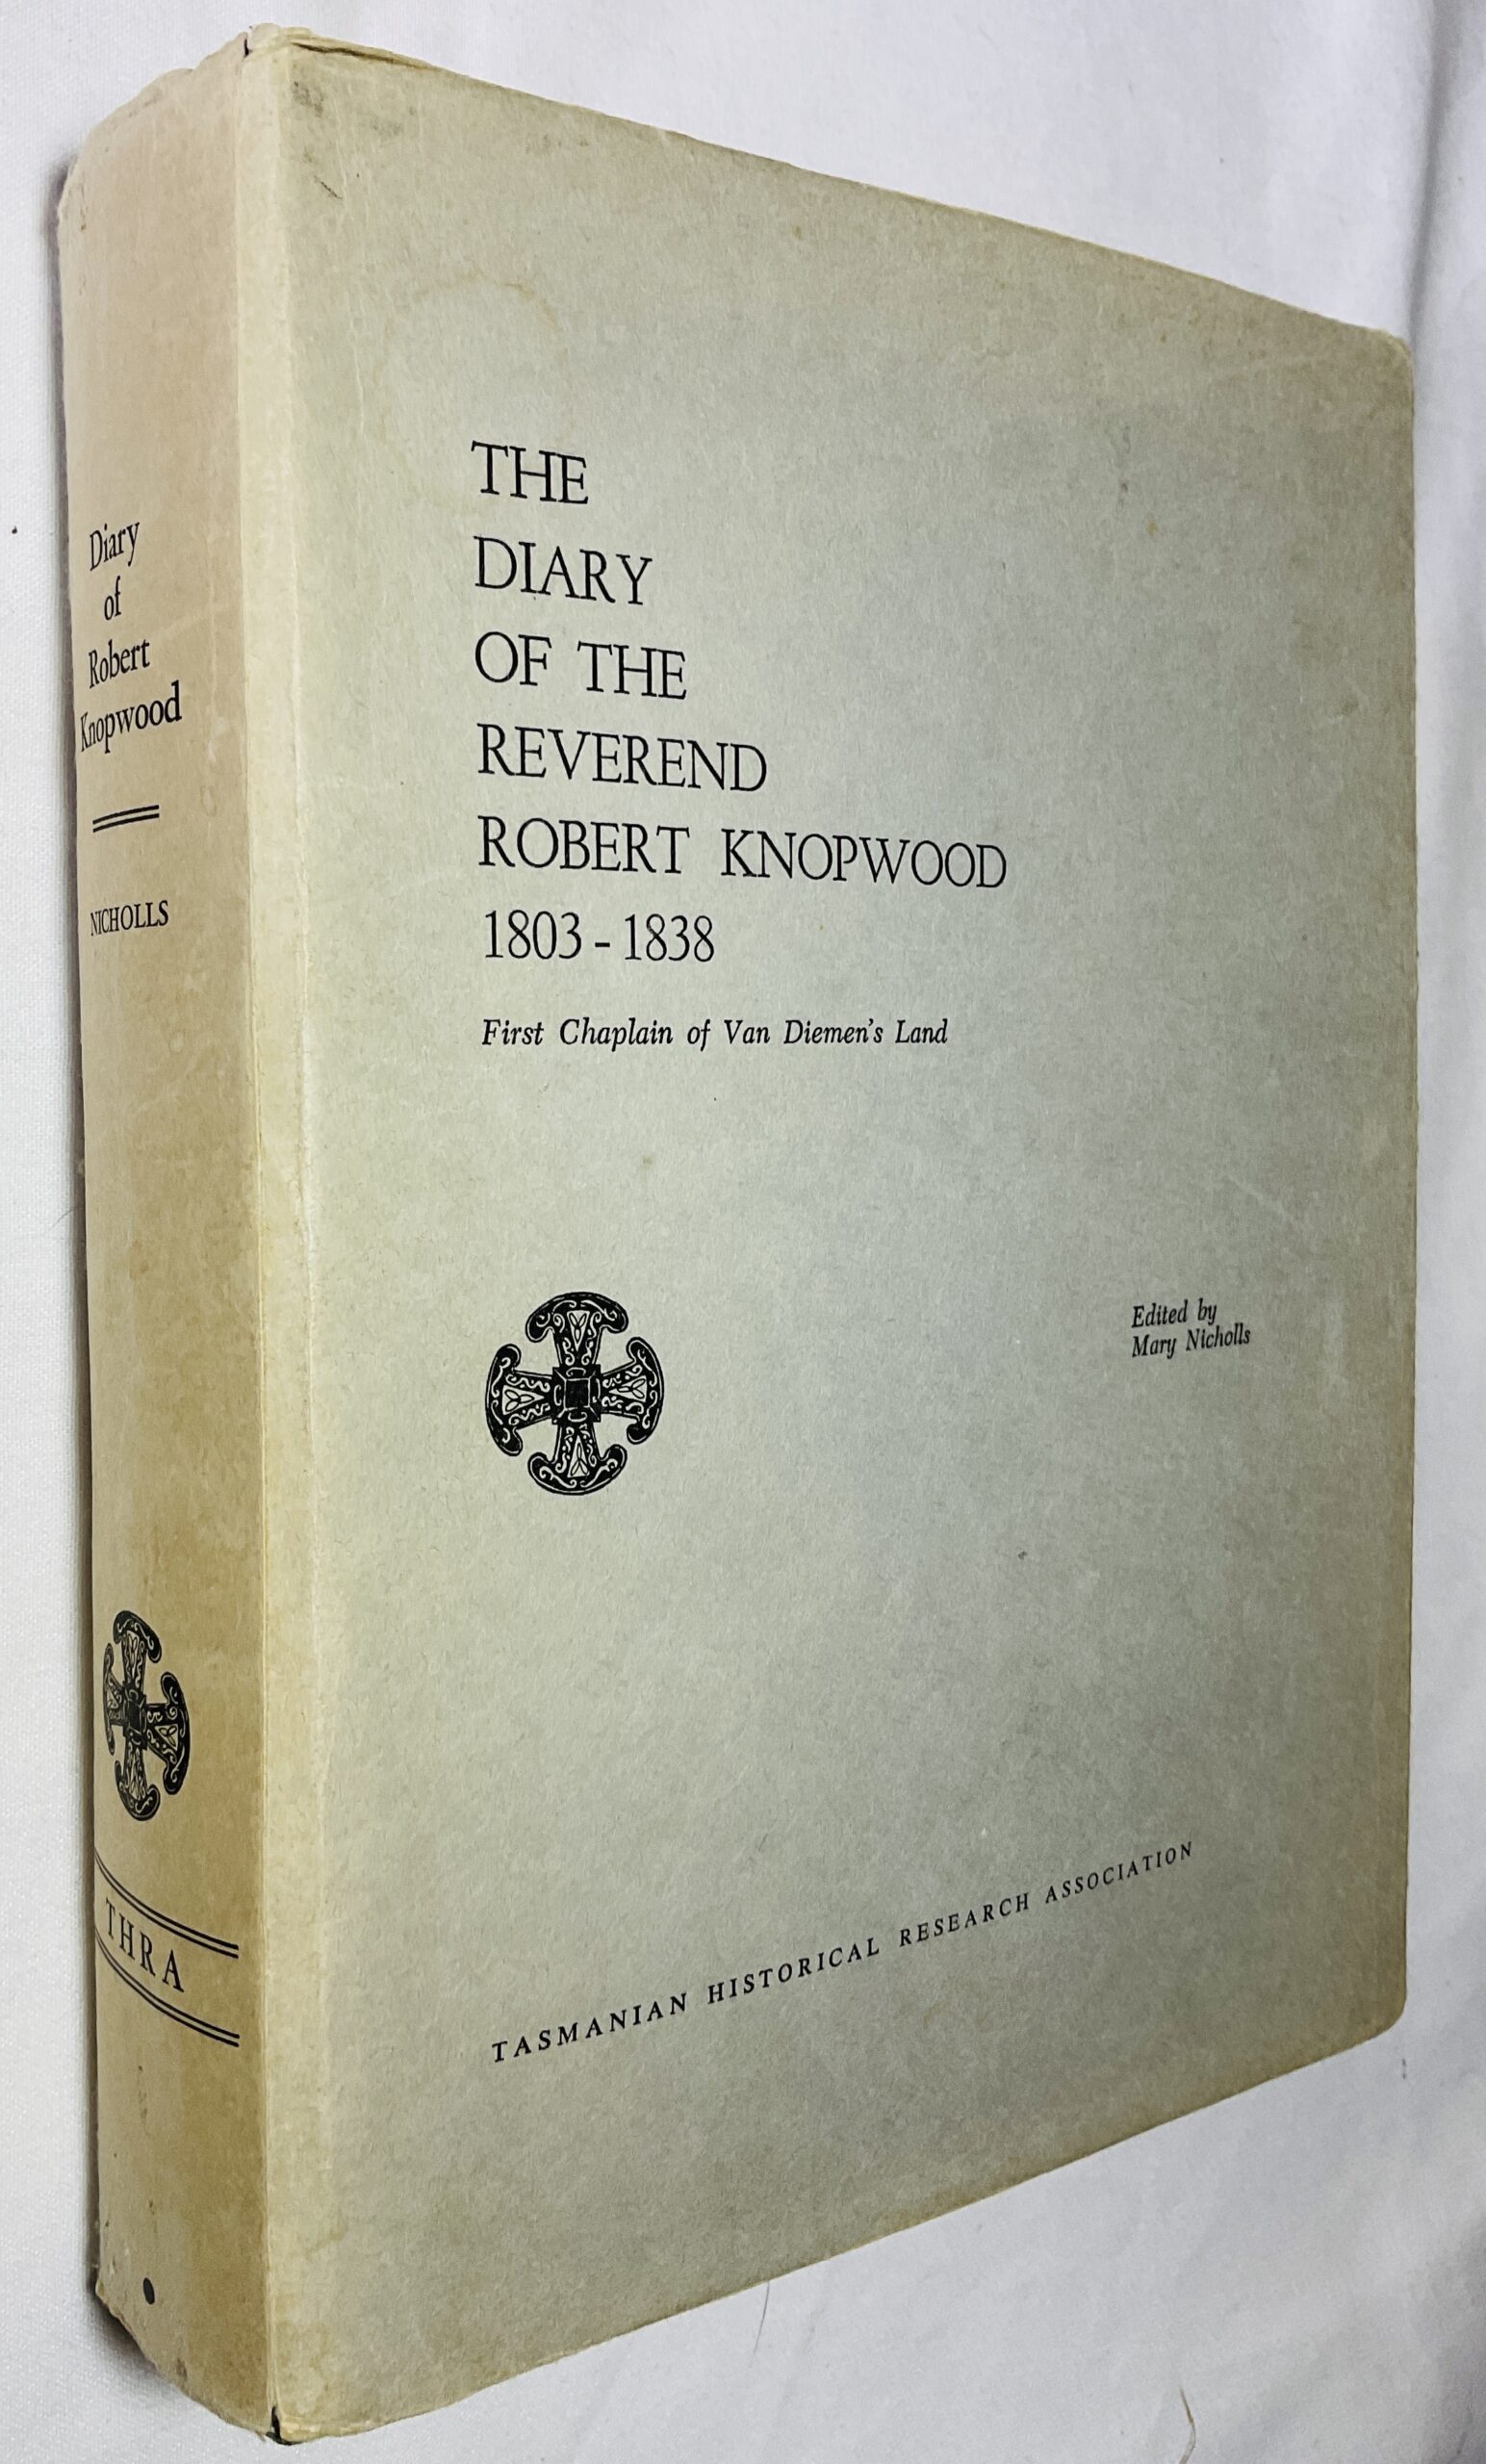 Diary
of
Robert
Knopwood
NICHOLLS
THRA
THE
DIARY
OF THE
REVEREND
ROBERT KNOPWOOD
1803 - 1838
First Chaplain of Van Diemen's Land
Edited by
Mary Nicholls
TASMANIAN HISTORICAL RESEARCH ASSOCIATION